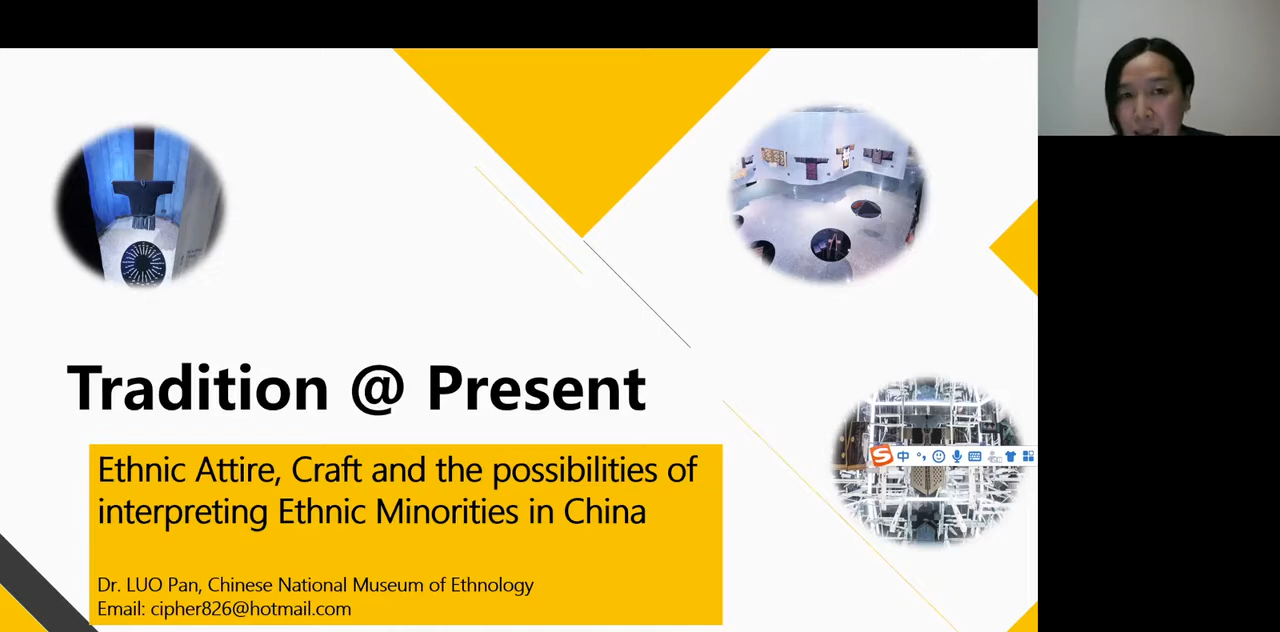 Tradition @ Present
Ethnic Attire, Craft and the possibilities of
interpreting Ethnic Minorities in China
Dr. LUO Pan, Chinese National Museum of Ethnology
Email: cipher826@hotmail.com
S 中